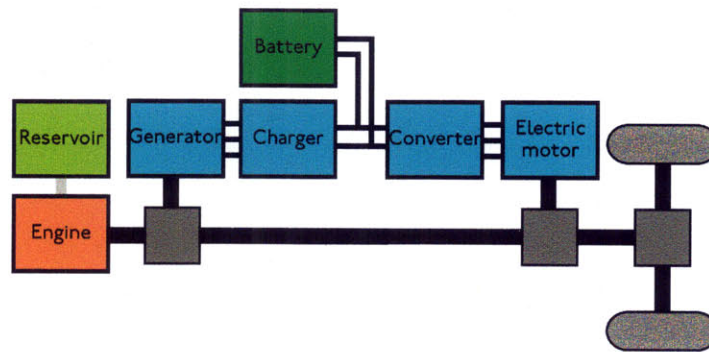 Battery
Reservoir
Generator
Charger
Converter
Electric
motor
Engine